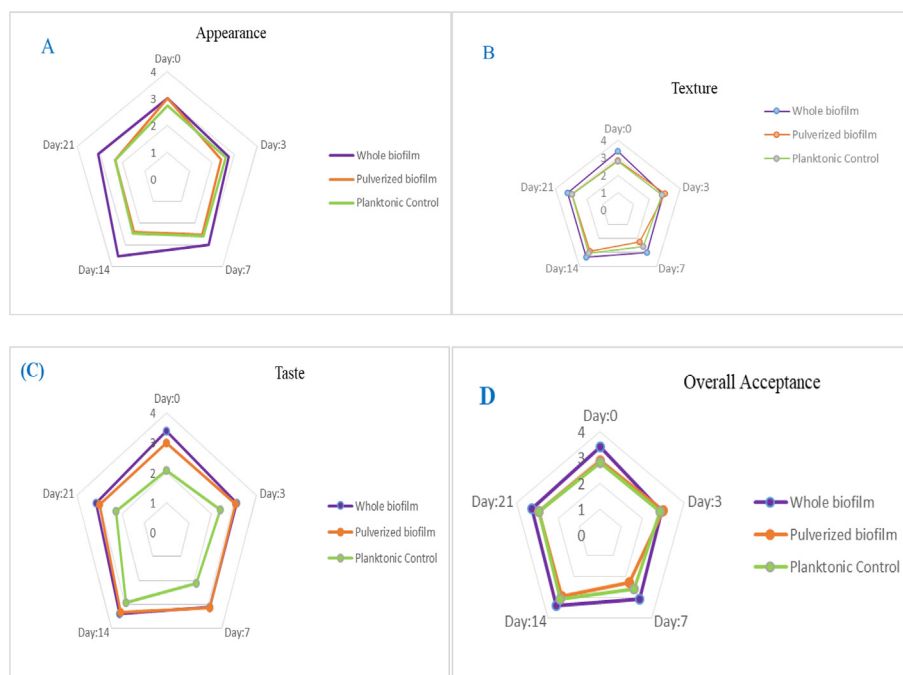 A
Appearance
Day:0
4
3
2
1
0
Day:3
Day:7
Day:14
Day:21
Whole biofilm
Pulverized biofilm
Planktonic Control
B
Texture
Day:0
4
3
2
1
0
Day:3
Day:7
Day:14
Day:21
Whole biofilm
Pulverized biofilm
Planktonic Control
(C)
Taste
Day:0
4
3
2
1
0
Day:3
Day:7
Day:14
Day:21
Whole biofilm
Pulverized biofilm
Planktonic Control
D
Overall Acceptance
Day:0
4
3
2
1
0
Day:3
Day:7
Day:14
Day:21
Whole biofilm
Pulverized biofilm
Planktonic Control